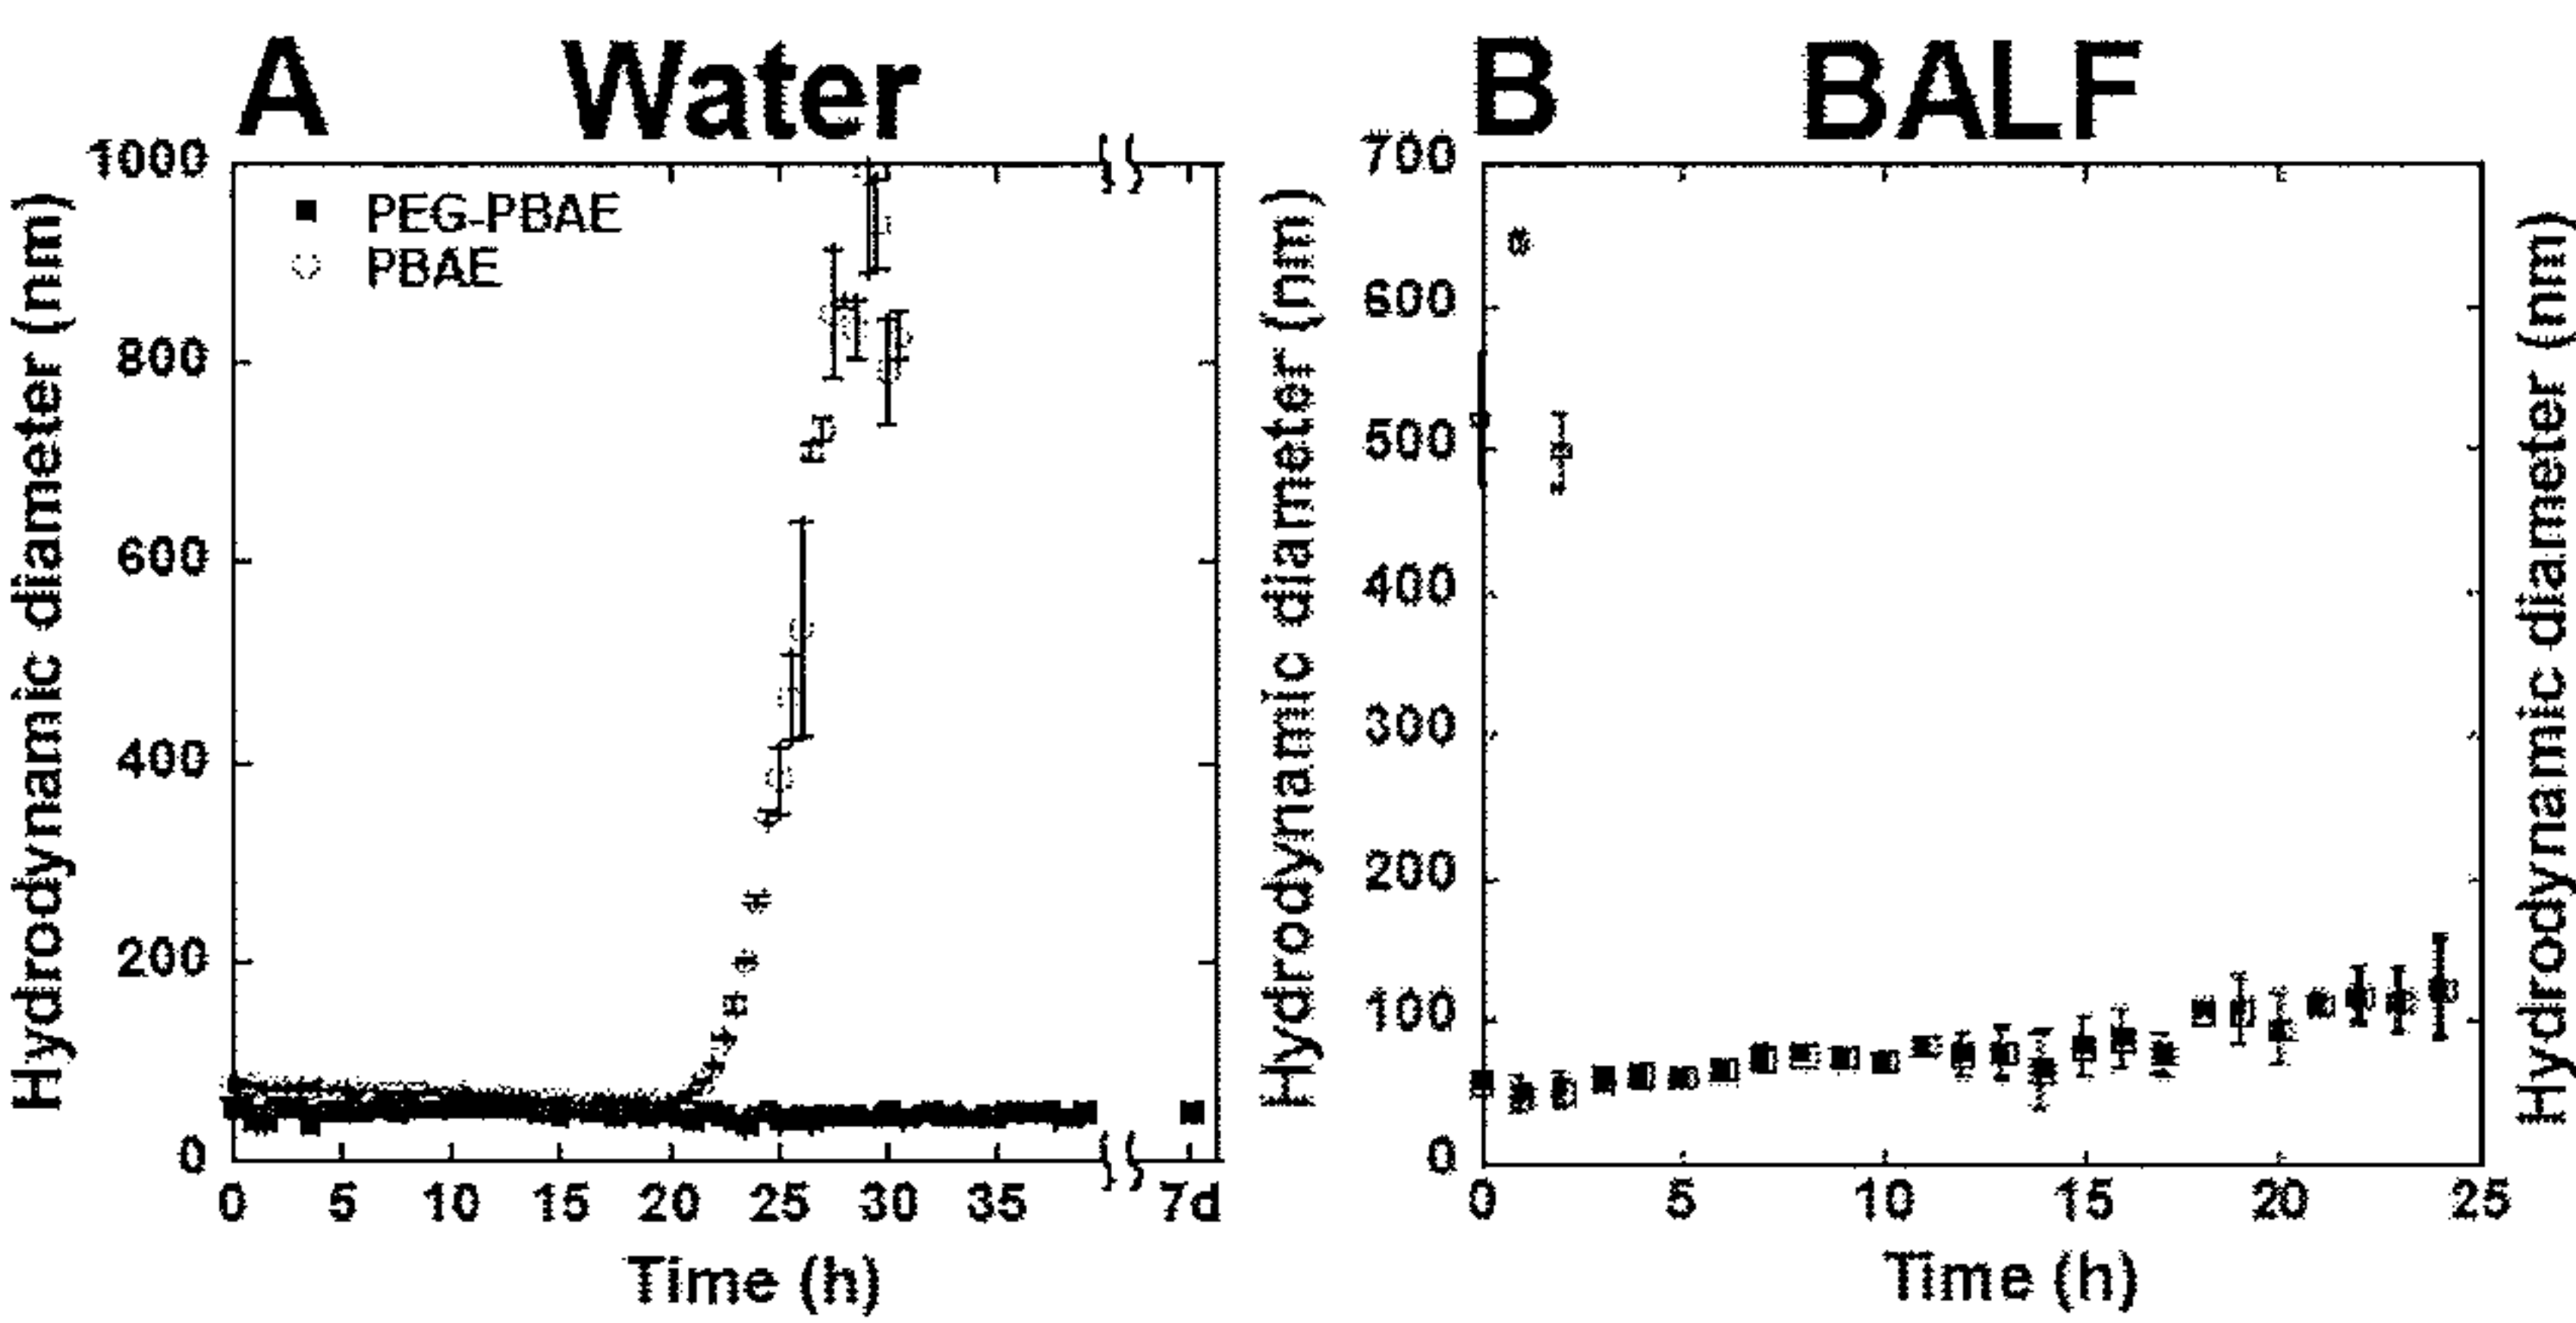 A Water
1000
800
600
400
200
0
Hydrodynamic diameter (nm)
PEG-PBAE
PBAE
0 5 10 15 20 25 30 35 7d
Time (h)
B BALF
700
600
500
400
300
200
100
0
Hydrodynamic diameter (nm)
0 5 10 15 20 25
Time (h)
Hydrodynamic diameter (nm)